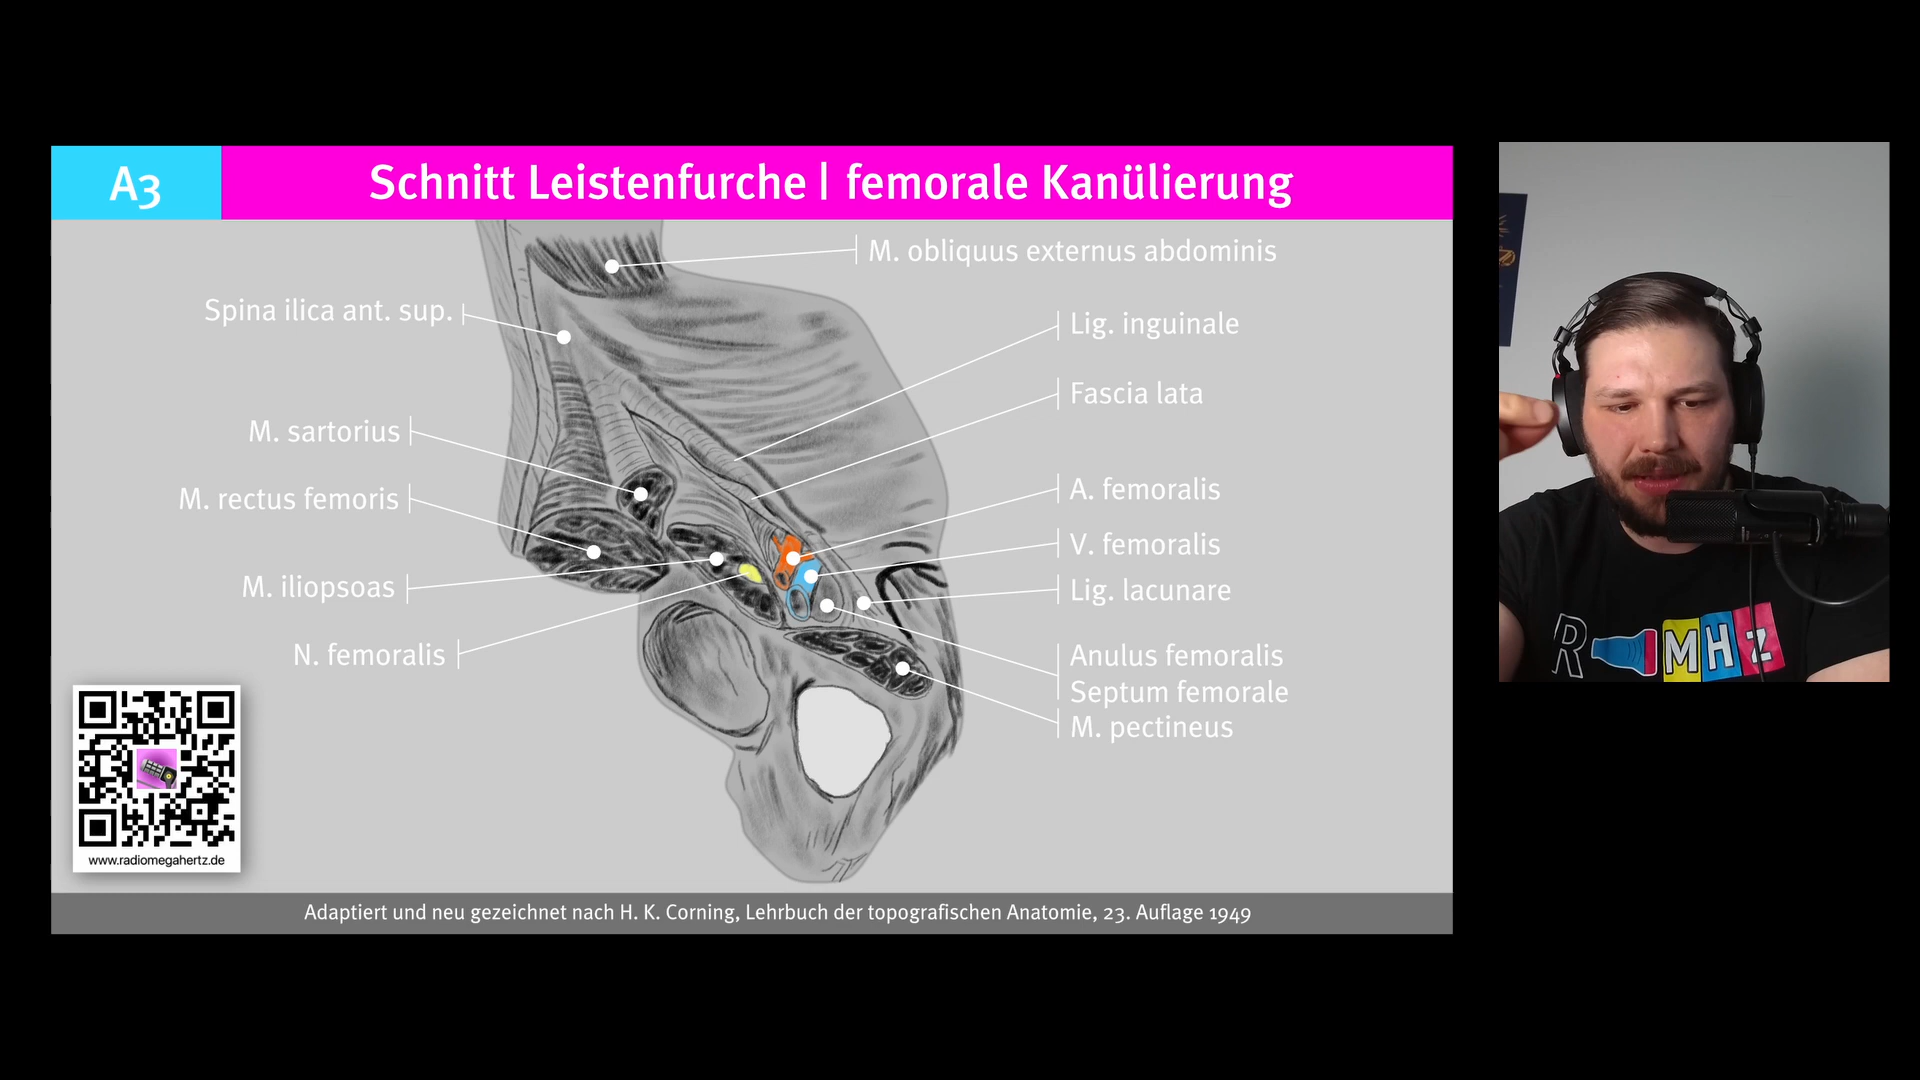 A3
Schnitt Leistenfurche | femorale Kanülierung
M. obliquus externus abdominis
Spina ilica ant. sup.
Lig. inguinale
Fascia lata
M. sartorius
A. femoralis
M. rectus femoris
V. femoralis
M. iliopsoas
Lig. lacunare
N. femoralis
Anulus femoralis
Septum femorale
M. pectineus
www.radiomegahertz.de
Adaptiert und neu gezeichnet nach H. K. Corning, Lehrbuch der topografischen Anatomie, 23. Auflage 1949
R MHz